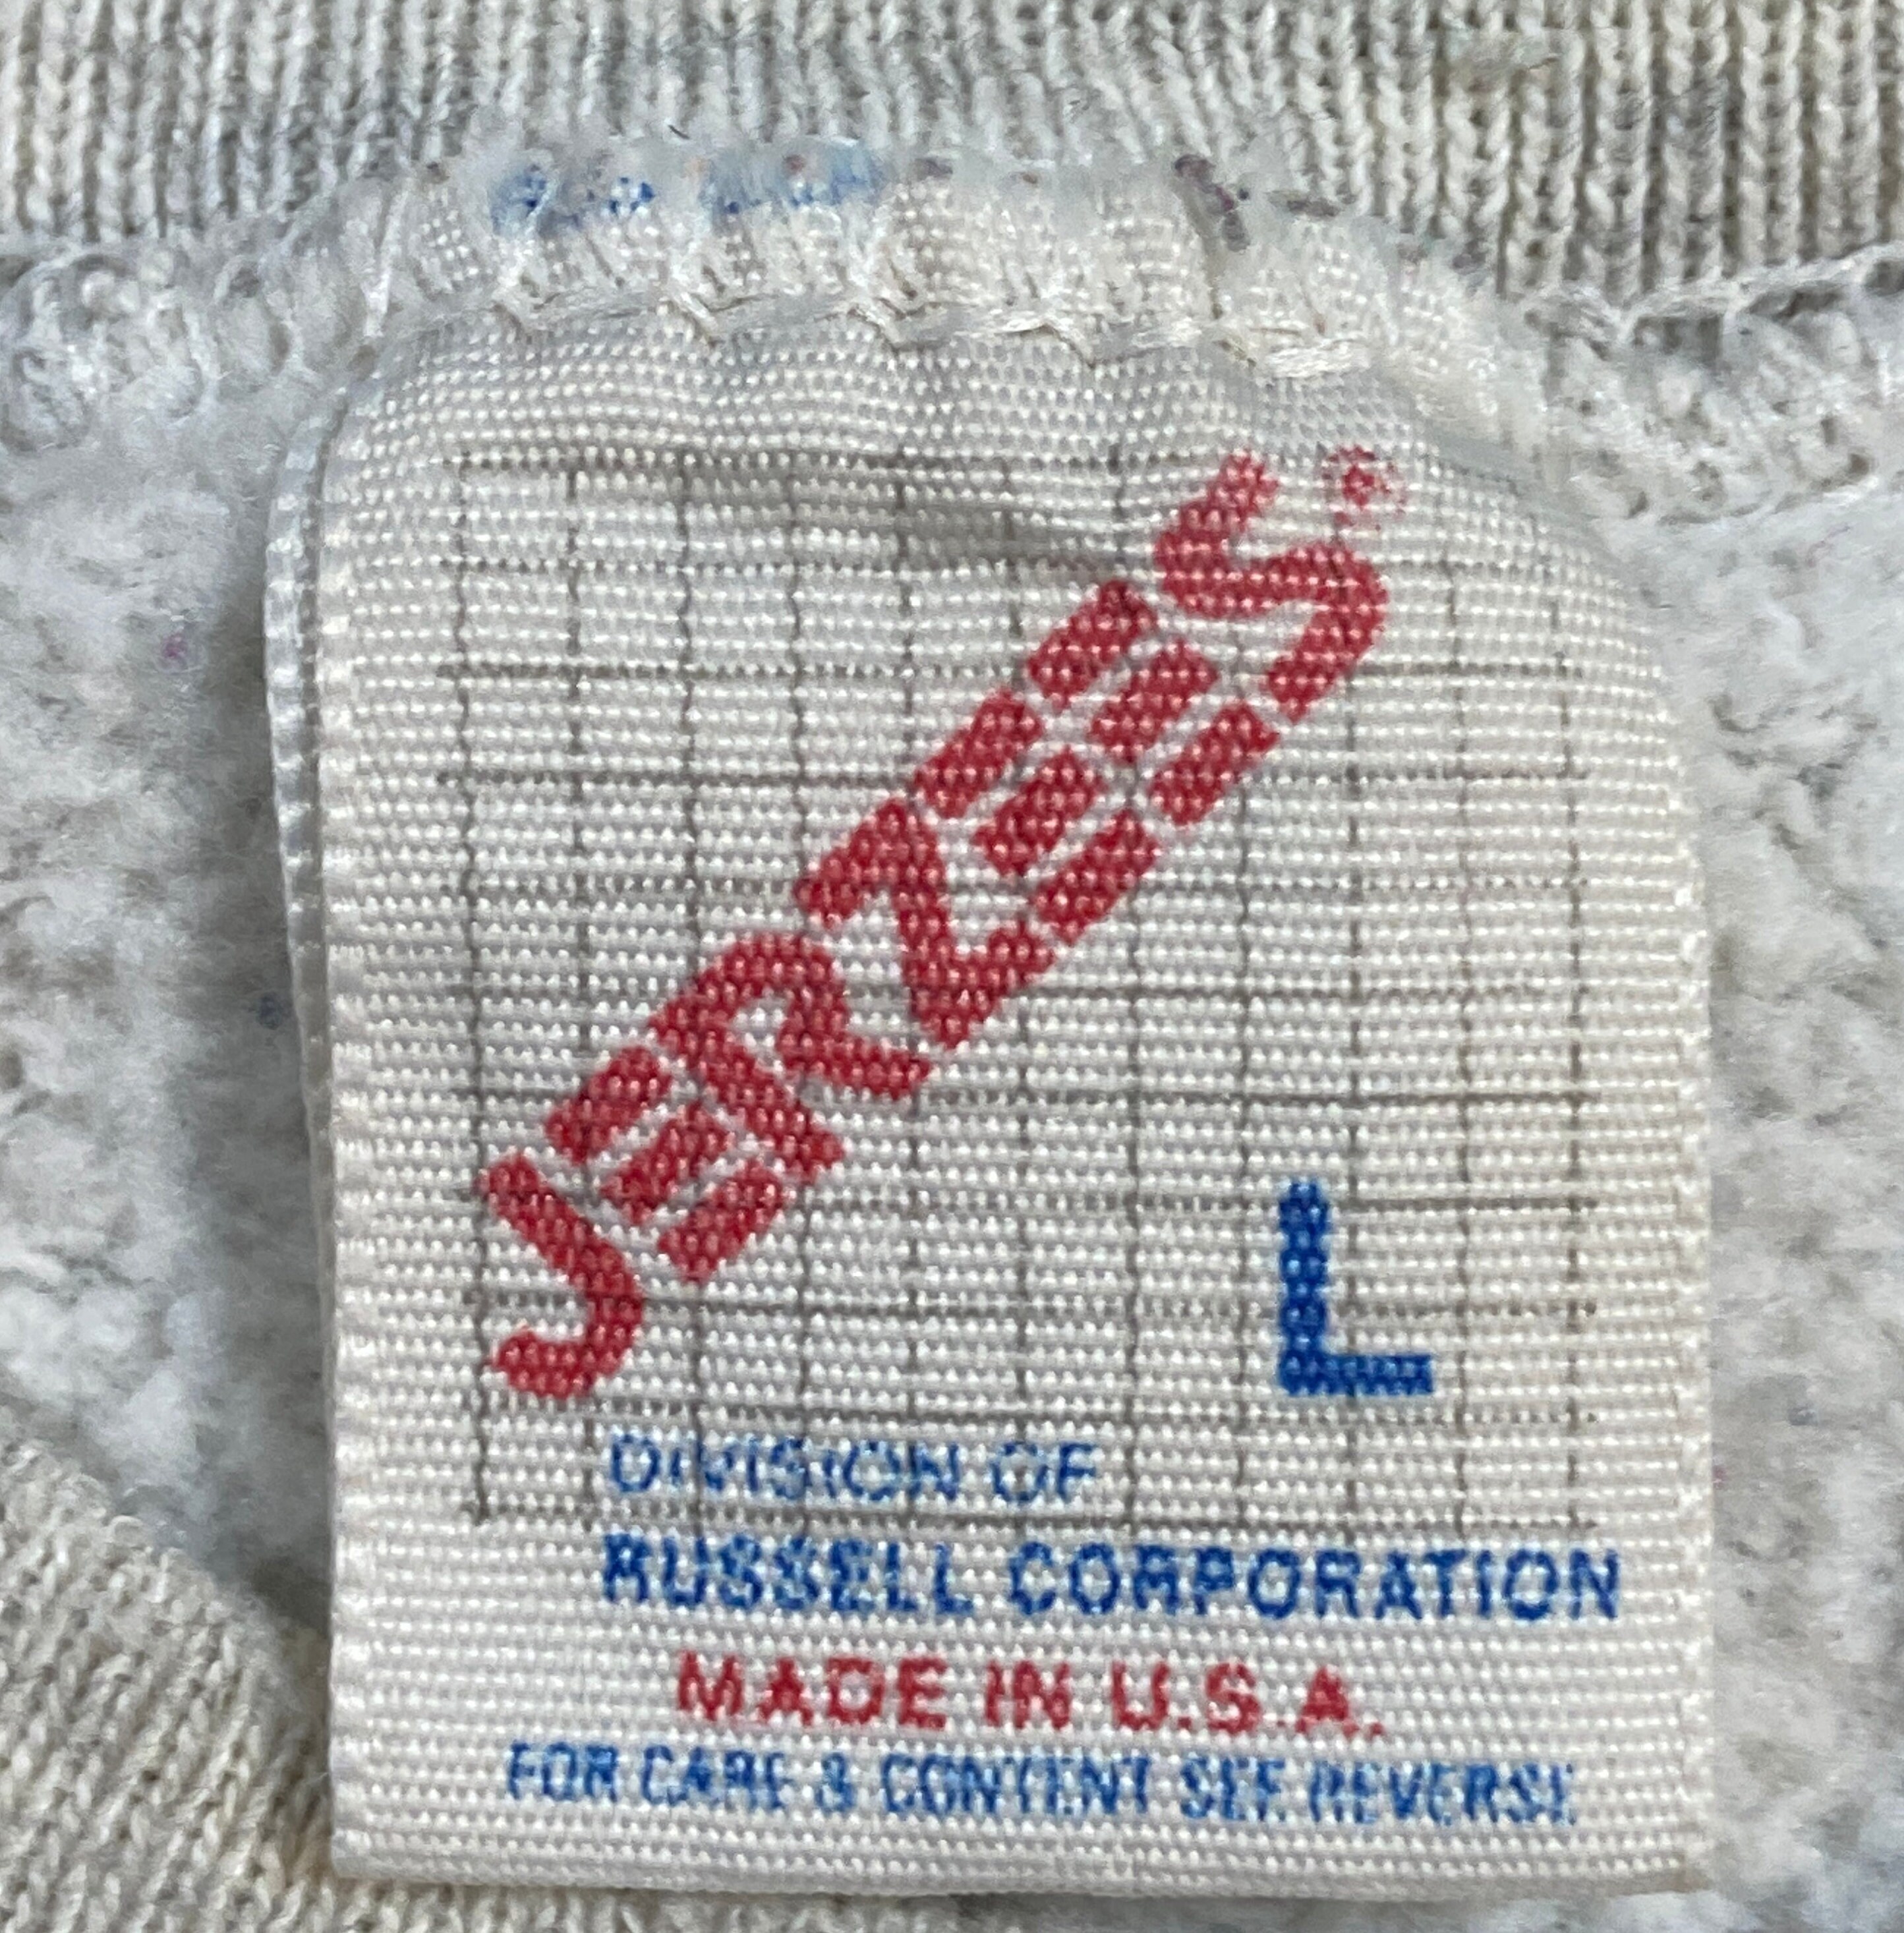 JERZEES®
L
DIVISION OF
RUSSELL CORPORATION
MADE IN U.S.A.
FOR CARE & CONTENT SEE REVERSE